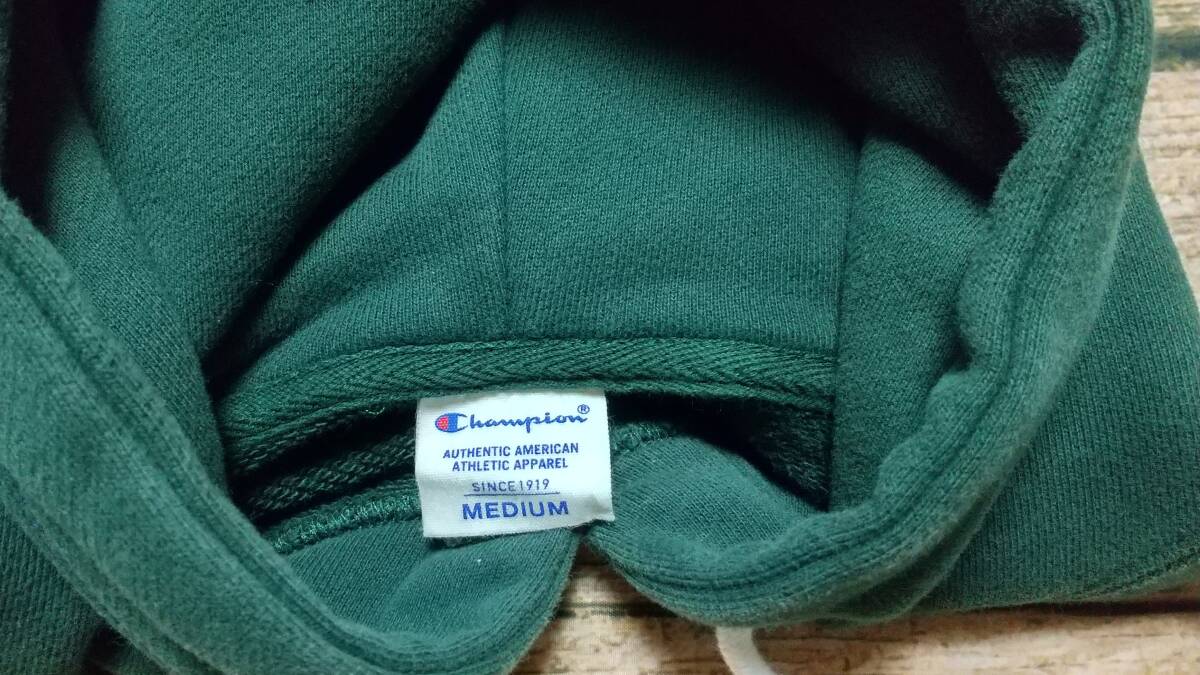 Champion®
AUTHENTIC AMERICAN
ATHLETIC APPAREL
SINCE 1919
MEDIUM